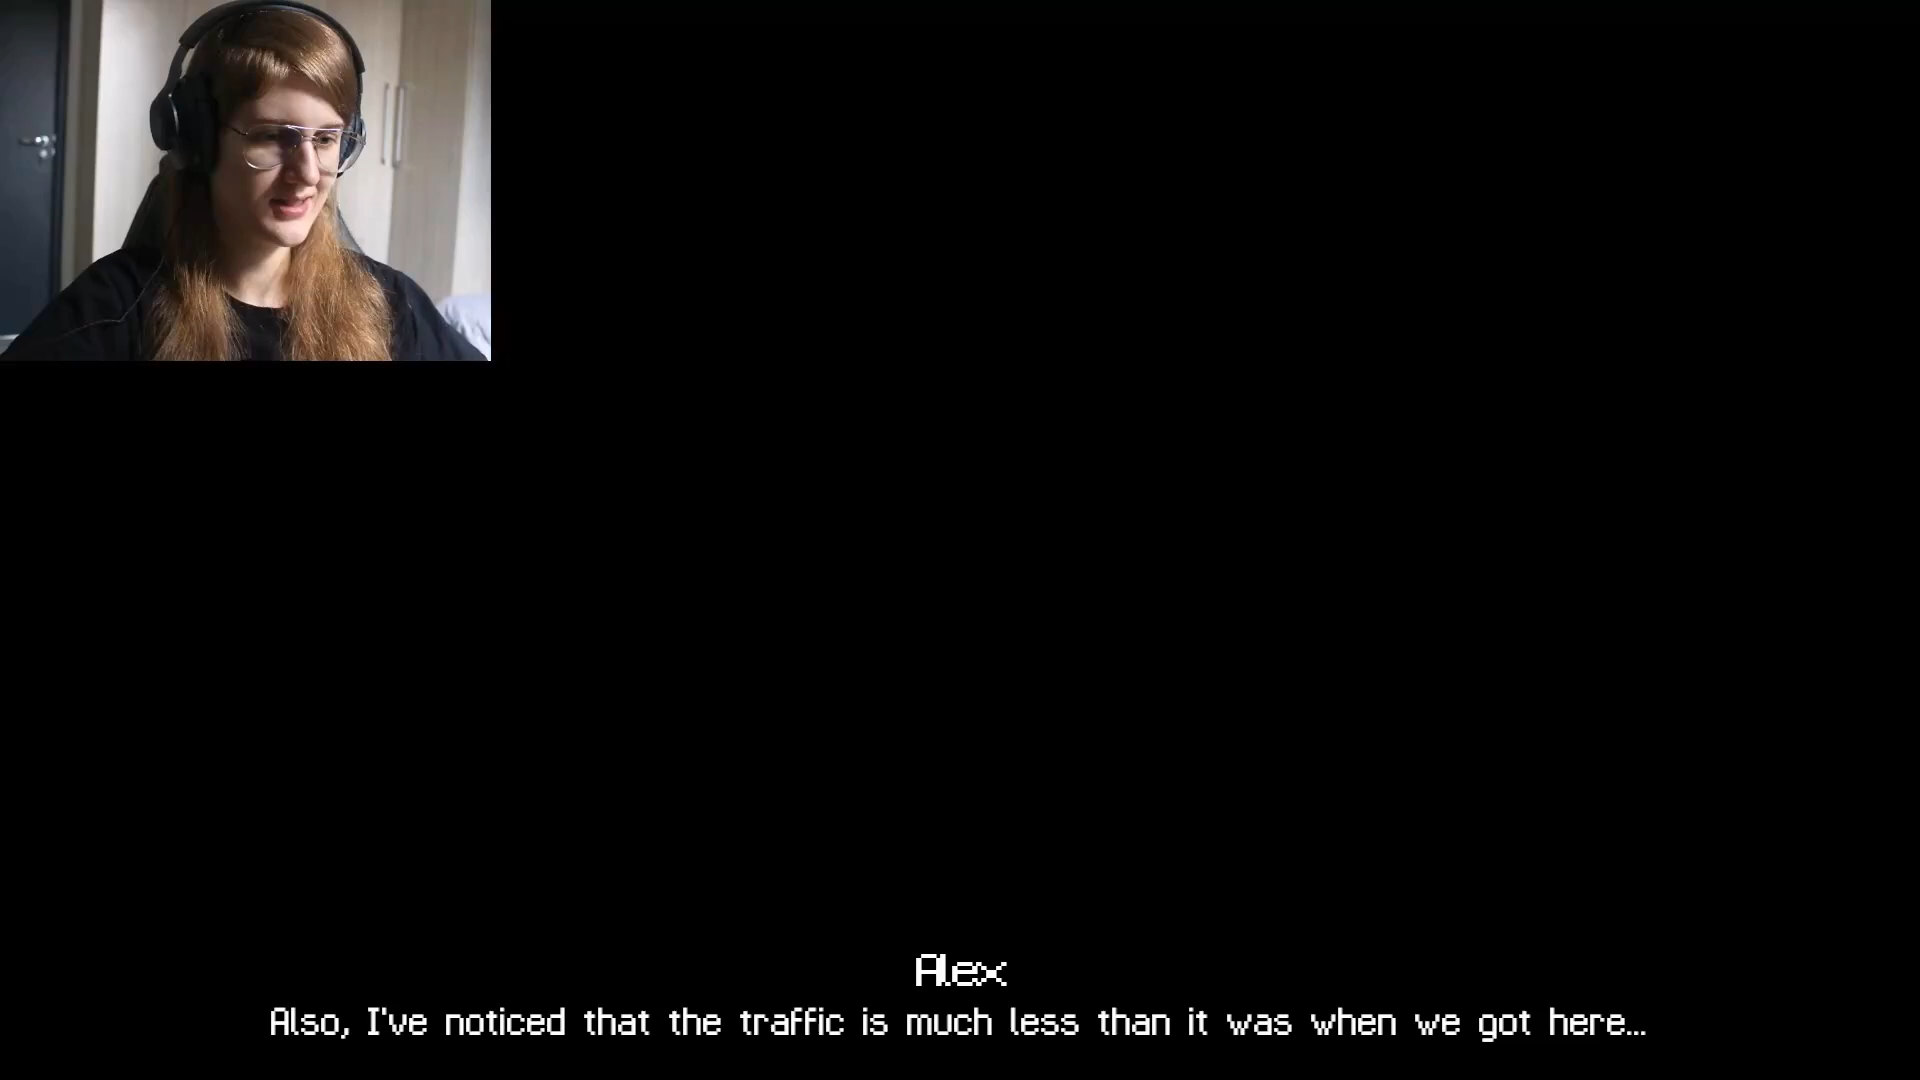 Alex
Also, I've noticed that the traffic is much less than it was when we got here...